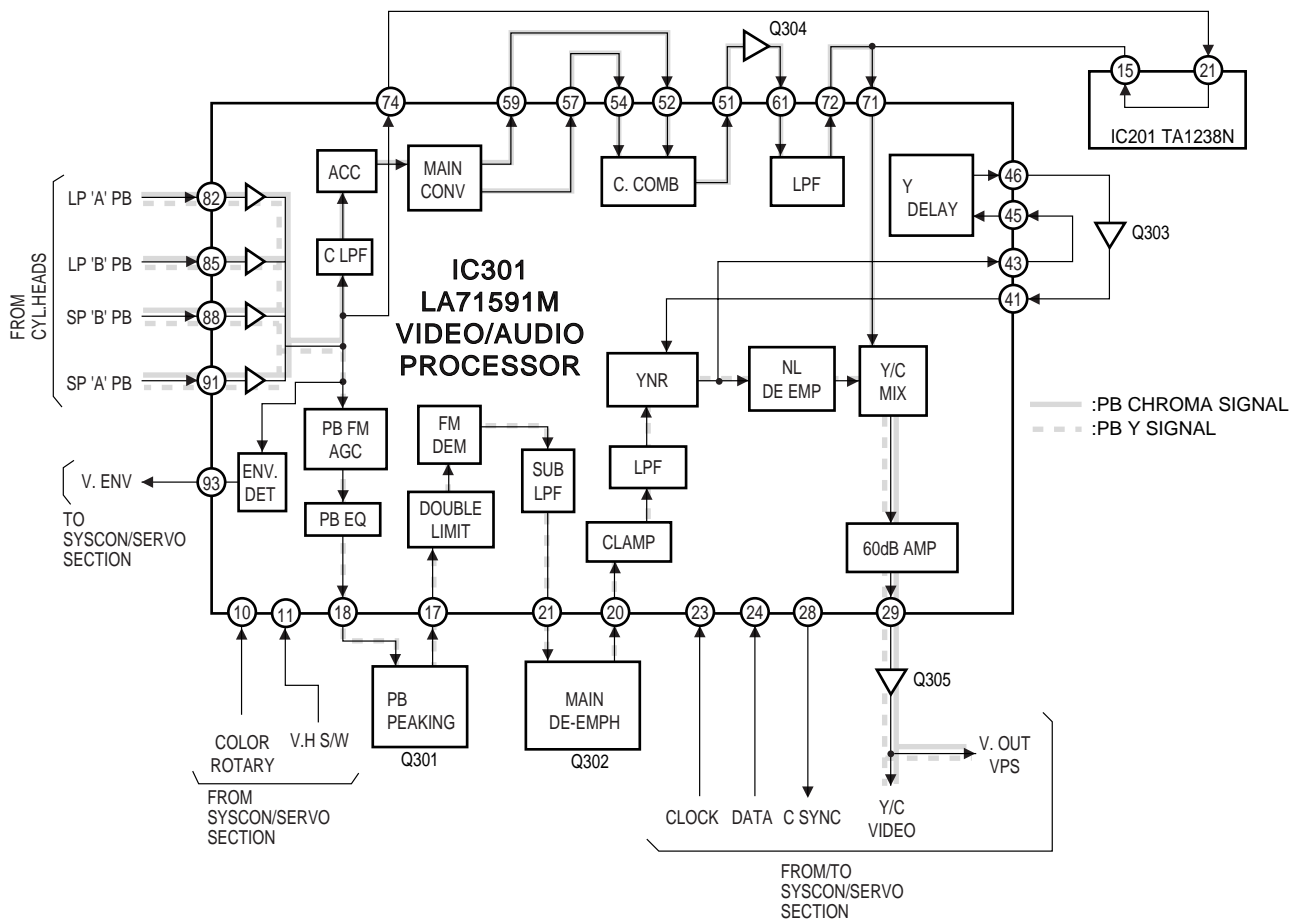 Q304
74
59
57
54
52
51
61
72
71
15
21
IC201 TA1238N
ACC
MAIN
CONV
C. COMB
LPF
Y
DELAY
46
45
43
41
Q303
FROM
CYL.HEADS
LP 'A' PB
82
LP 'B' PB
85
SP 'B' PB
88
SP 'A' PB
91
C LPF
IC301
LA71591M
VIDEO/AUDIO
PROCESSOR
YNR
NL
DE EMP
Y/C
MIX
:PB CHROMA SIGNAL
:PB Y SIGNAL
V. ENV
93
ENV.
DET
TO
SYSCON/SERVO
SECTION
PB FM
AGC
PB EQ
FM
DEM
DOUBLE
LIMIT
SUB
LPF
LPF
CLAMP
60dB AMP
10
11
18
17
21
20
23
24
28
29
COLOR
ROTARY
V.H S/W
PB
PEAKING
Q301
MAIN
DE-EMPH
Q302
Q305
V. OUT
VPS
FROM
SYSCON/SERVO
SECTION
CLOCK
DATA
C SYNC
Y/C
VIDEO
FROM/TO
SYSCON/SERVO
SECTION